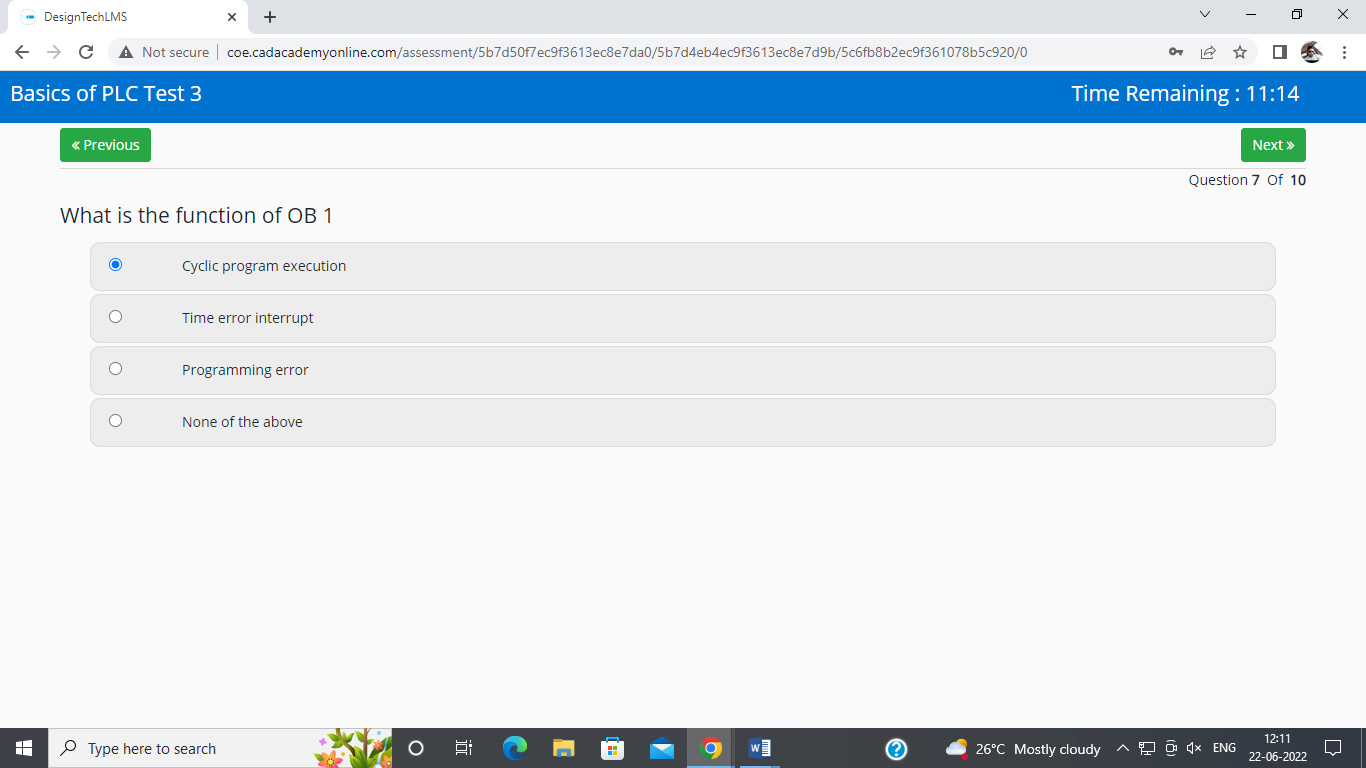 DesignTechLMS
Not secure coe.cadacademyonline.com/assessment/5b7d50f7ec9f3613ec8e7da0/5b7d4eb4ec9f3613ec8e7d9b/5c6fb8b2ec9f361078b5c920/0
Basics of PLC Test 3 Time Remaining : 11:14
« Previous Next »
Question 7 Of 10
What is the function of OB 1
Cyclic program execution
Time error interrupt
Programming error
None of the above
Type here to search 26°C Mostly cloudy ENG 12:11
22-06-2022